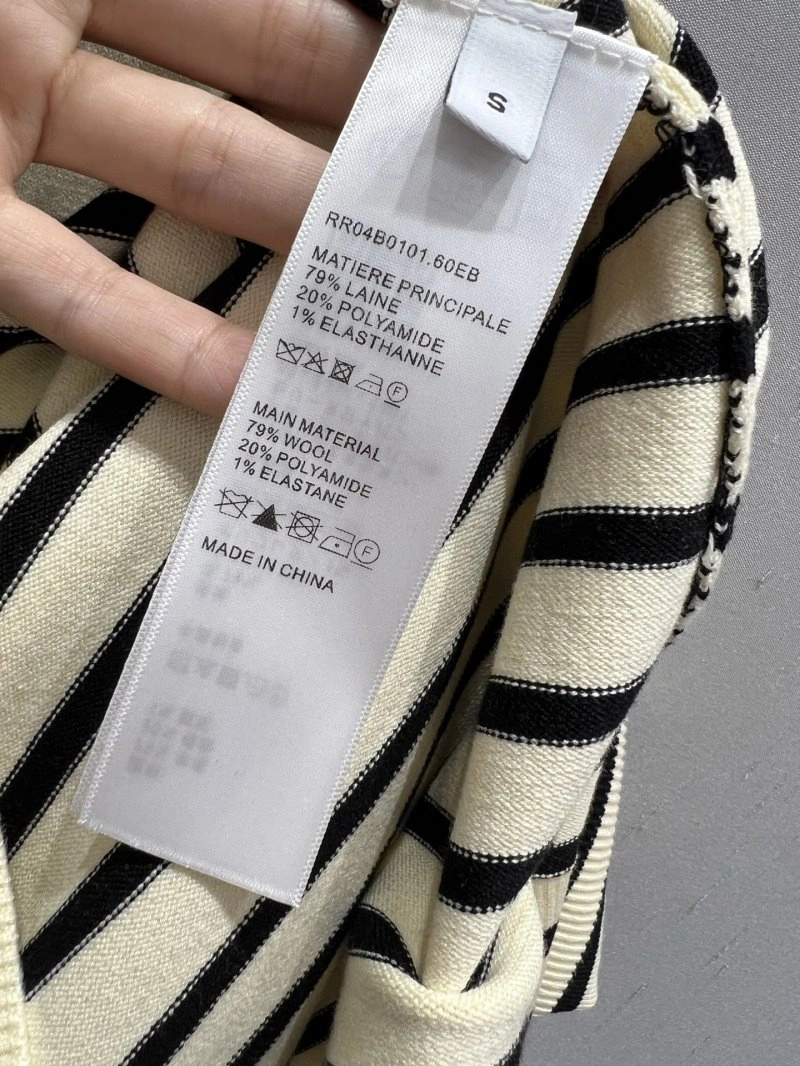 S
RR04B0101.60EB
MATIERE PRINCIPALE
79% LAINE
20% POLYAMIDE
1% ELASTHANNE
F
MAIN MATERIAL
79% WOOL
20% POLYAMIDE
1% ELASTANE
F
MADE IN CHINA